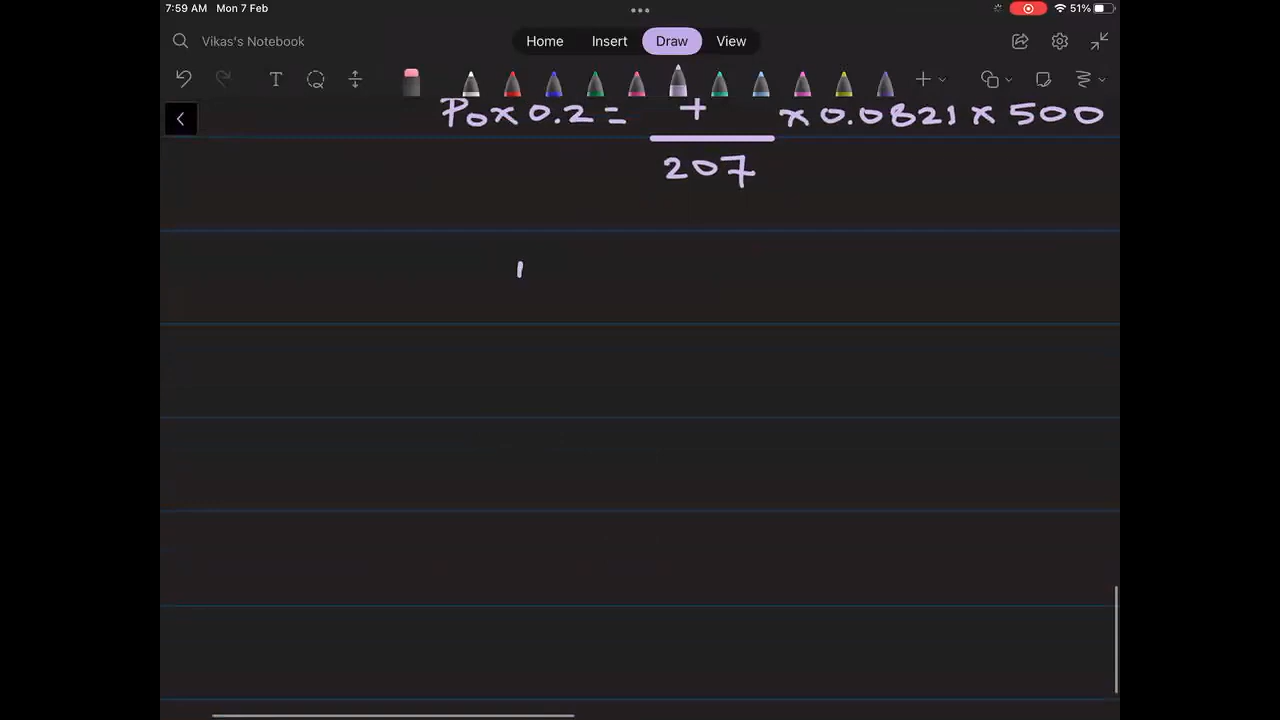 7:59 AM Mon 7 Feb 51%
Vikas's Notebook Home Insert Draw View
T
P0 x 0.2 = / 207 x 0.0821 x 500